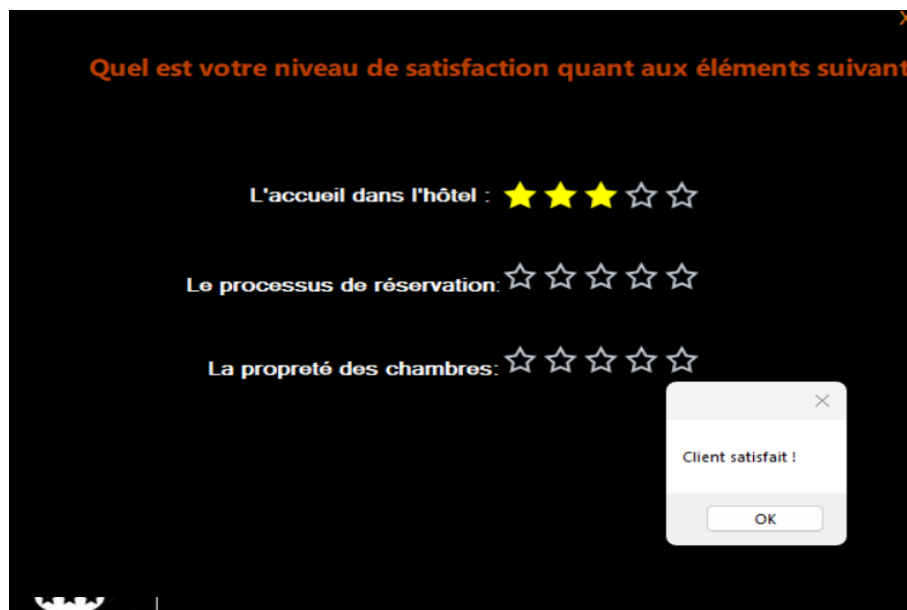 X
Quel est votre niveau de satisfaction quant aux éléments suivant
L'accueil dans l'hôtel :
Le processus de réservation:
La propreté des chambres:
Client satisfait !
OK